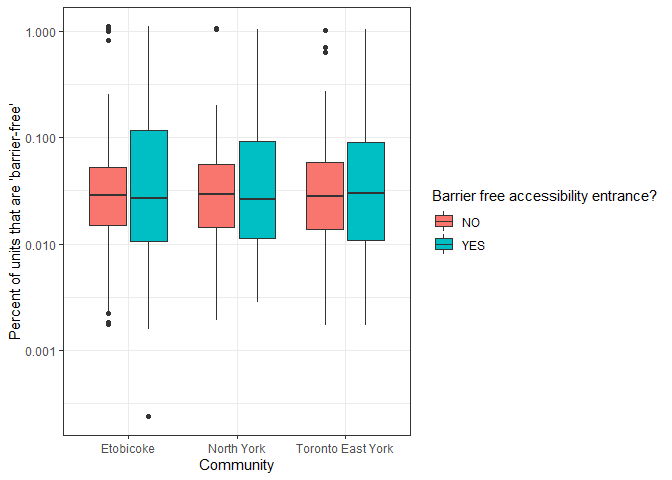 1.000
0.100
0.010
0.001
Percent of units that are 'barrier-free'
Etobicoke
North York
Toronto East York
Community
Barrier free accessibility entrance?
NO
YES